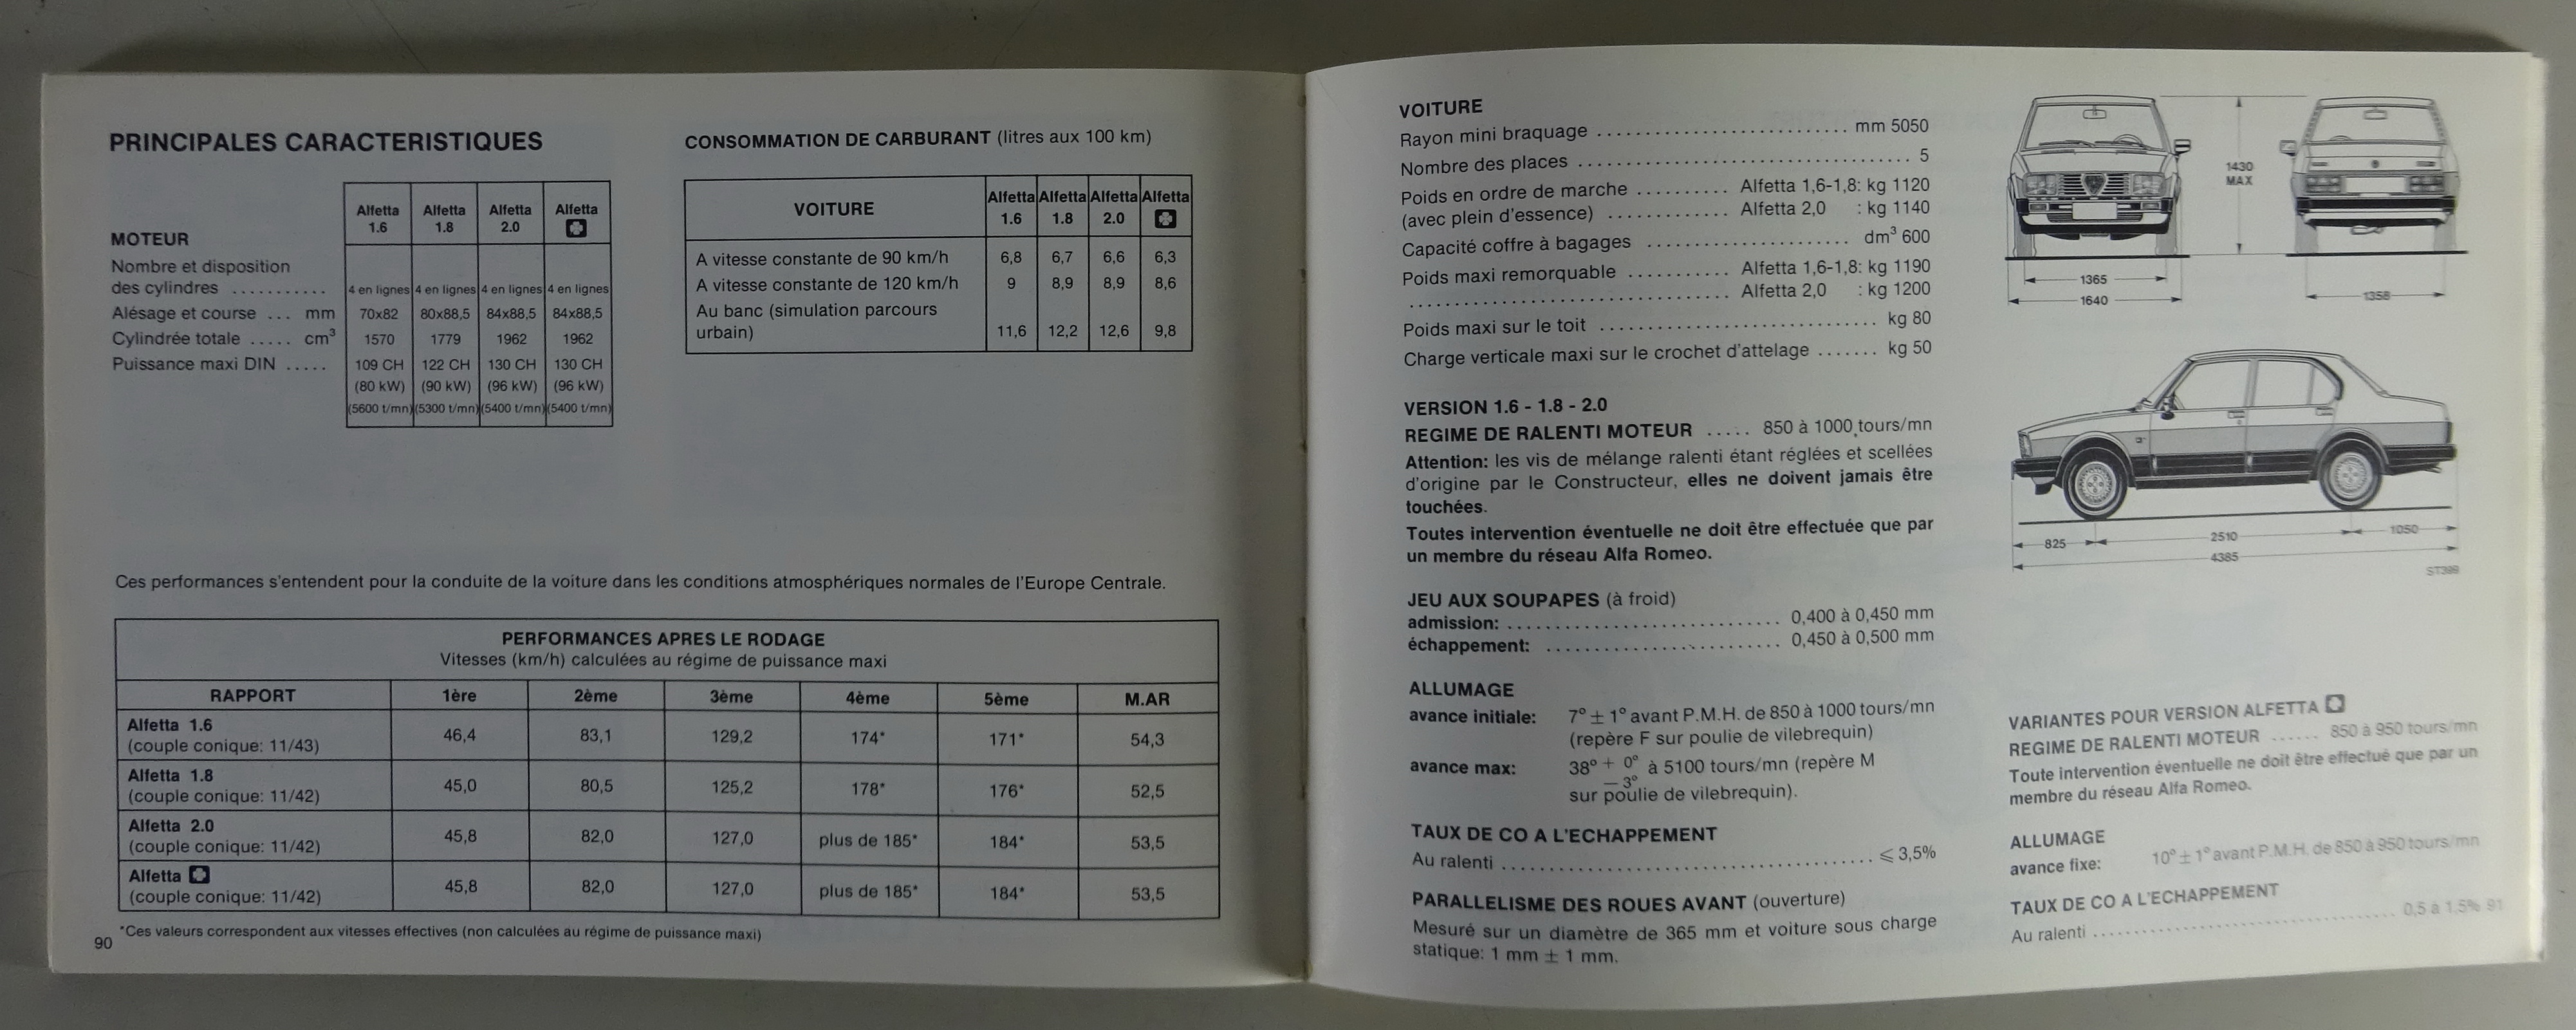 PRINCIPALES CARACTERISTIQUES
Alfetta 1.6 Alfetta 1.8 Alfetta 2.0 Alfetta
MOTEUR
Nombre et disposition
des cylindres ........... 4 en lignes 4 en lignes 4 en lignes 4 en lignes
Alésage et course ... mm 70x82 80x88,5 84x88,5 84x88,5
Cylindrée totale ..... cm³ 1570 1779 1962 1962
Puissance maxi DIN ..... 109 CH 122 CH 130 CH 130 CH
(80 kW) (90 kW) (96 kW) (96 kW)
(5600 t/mn) (5300 t/mn) (5400 t/mn) (5400 t/mn)
CONSOMMATION DE CARBURANT (litres aux 100 km)
VOITURE Alfetta 1.6 Alfetta 1.8 Alfetta 2.0 Alfetta
A vitesse constante de 90 km/h 6,8 6,7 6,6 6,3
A vitesse constante de 120 km/h 9 8,9 8,9 8,6
Au banc (simulation parcours
urbain) 11,6 12,2 12,6 9,8
Ces performances s'entendent pour la conduite de la voiture dans les conditions atmosphériques normales de l'Europe Centrale.
PERFORMANCES APRES LE RODAGE
Vitesses (km/h) calculées au régime de puissance maxi
RAPPORT 1ère 2ème 3ème 4ème 5ème M.AR
Alfetta 1.6
(couple conique: 11/43) 46,4 83,1 129,2 174* 171* 54,3
Alfetta 1.8
(couple conique: 11/42) 45,0 80,5 125,2 178* 176* 52,5
Alfetta 2.0
(couple conique: 11/42) 45,8 82,0 127,0 plus de 185* 184* 53,5
Alfetta
(couple conique: 11/42) 45,8 82,0 127,0 plus de 185* 184* 53,5
*Ces valeurs correspondent aux vitesses effectives (non calculées au régime de puissance maxi)
90
VOITURE
Rayon mini braquage .......................... mm 5050
Nombre des places ................................... 5
Poids en ordre de marche .......... Alfetta 1,6-1,8: kg 1120
(avec plein d'essence) ............. Alfetta 2,0 : kg 1140
Capacité coffre à bagages ..................... dm³ 600
Poids maxi remorquable ........... Alfetta 1,6-1,8: kg 1190
................................. Alfetta 2,0 : kg 1200
Poids maxi sur le toit ............................. kg 80
Charge verticale maxi sur le crochet d'attelage ....... kg 50
VERSION 1.6 - 1.8 - 2.0
REGIME DE RALENTI MOTEUR ..... 850 à 1000 tours/mn
Attention: les vis de mélange ralenti étant réglées et scellées
d'origine par le Constructeur, elles ne doivent jamais être
touchées.
Toutes intervention éventuelle ne doit être effectuée que par
un membre du réseau Alfa Romeo.
JEU AUX SOUPAPES (à froid)
admission: ............................ 0,400 à 0,450 mm
échappement: ........................ 0,450 à 0,500 mm
ALLUMAGE
avance initiale: 7° ± 1° avant P.M.H. de 850 à 1000 tours/mn
(repère F sur poulie de vilebrequin)
avance max: 38° + 0° − 3° à 5100 tours/mn (repère M
sur poulie de vilebrequin).
TAUX DE CO A L'ECHAPPEMENT
Au ralenti ....................................... ⩽ 3,5%
PARALLELISME DES ROUES AVANT (ouverture)
Mesuré sur un diamètre de 365 mm et voiture sous charge
statique: 1 mm ± 1 mm.
1430
MAX
1365
1640
1358
825
2510
1050
4385
ST399
VARIANTES POUR VERSION ALFETTA
REGIME DE RALENTI MOTEUR ...... 850 à 950 tours/mn
Toute intervention éventuelle ne doit être effectué que par un
membre du réseau Alfa Romeo.
ALLUMAGE
avance fixe: 10° ± 1° avant P.M.H. de 850 à 950 tours/mn
TAUX DE CO A L'ECHAPPEMENT
Au ralenti ................................ 0,5 à 1,5%
91